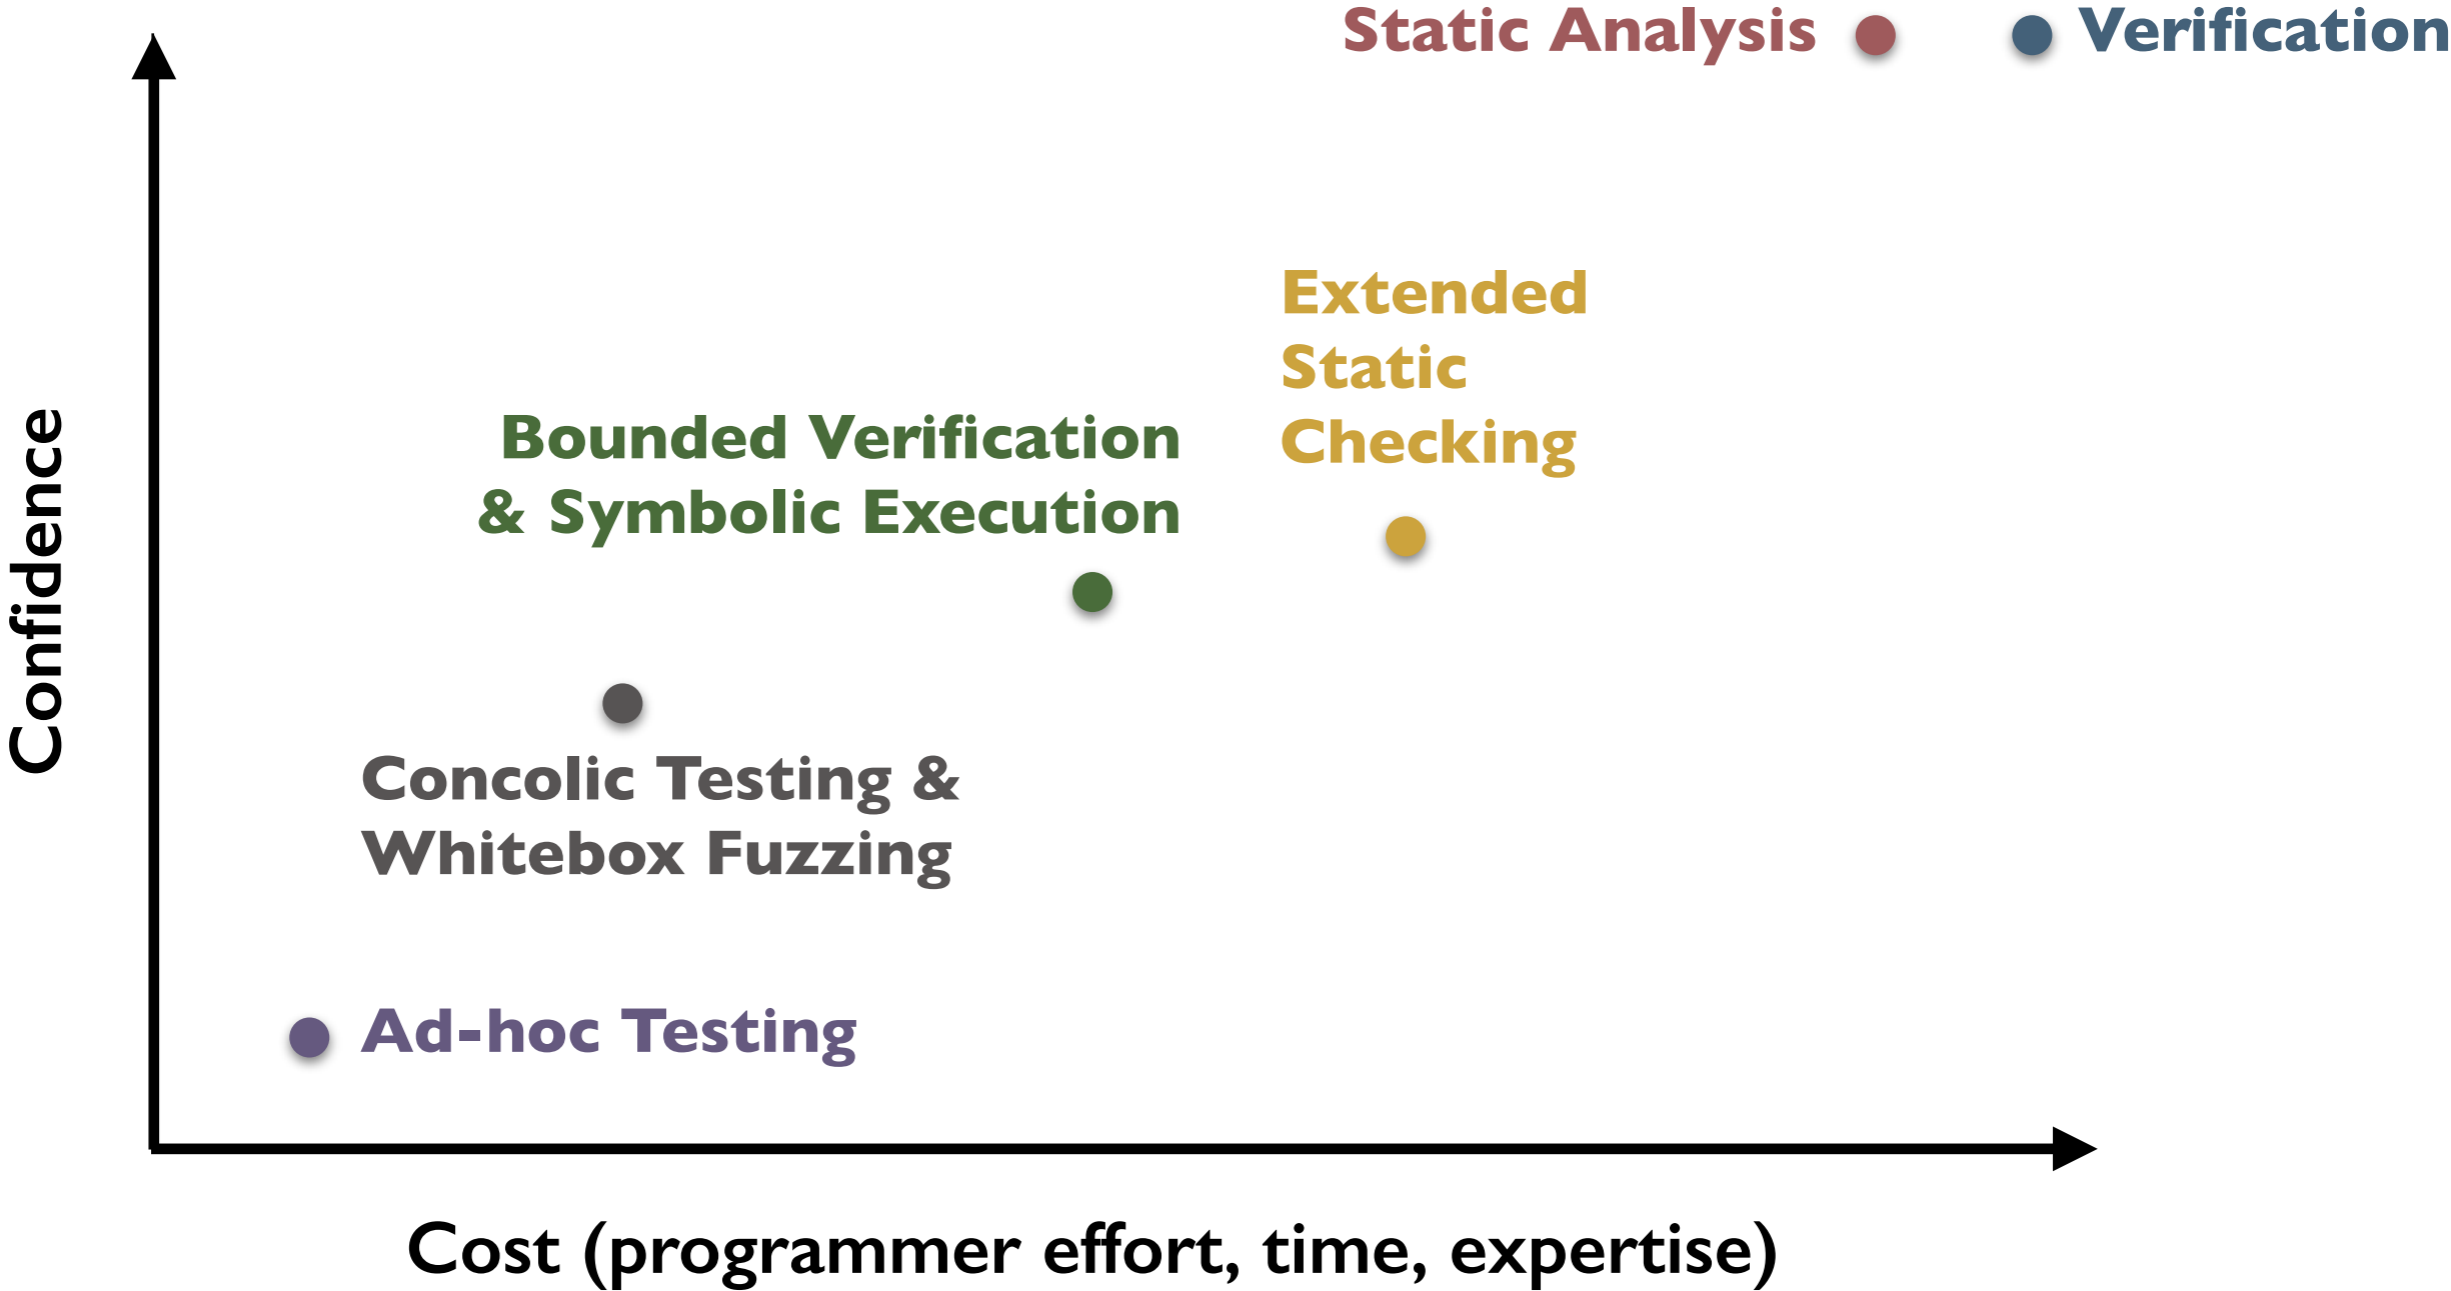 Static Analysis
Verification
Extended
Static
Checking
Bounded Verification
& Symbolic Execution
Confidence
Concolic Testing &
Whitebox Fuzzing
Ad-hoc Testing
Cost (programmer effort, time, expertise)